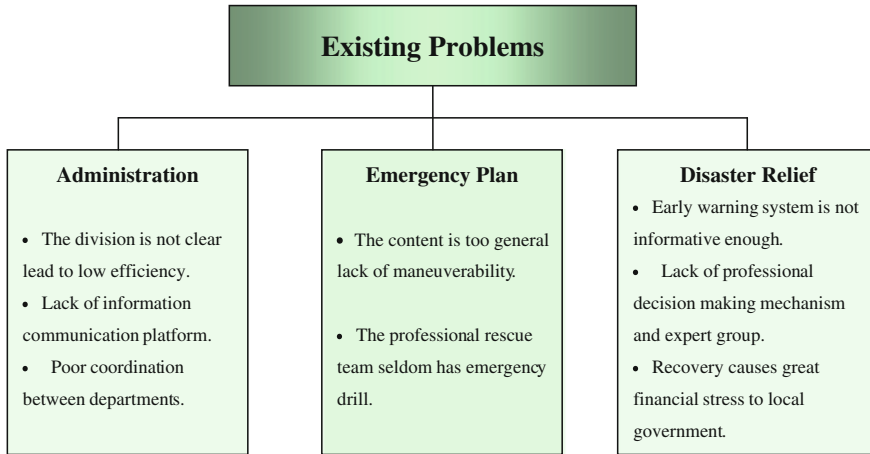 Existing Problems
Administration
• The division is not clear
lead to low efficiency.
• Lack of information
communication platform.
• Poor coordination
between departments.
Emergency Plan
• The content is too general
lack of maneuverability.
• The professional rescue
team seldom has emergency
drill.
Disaster Relief
• Early warning system is not
informative enough.
• Lack of professional
decision making mechanism
and expert group.
• Recovery causes great
financial stress to local
government.